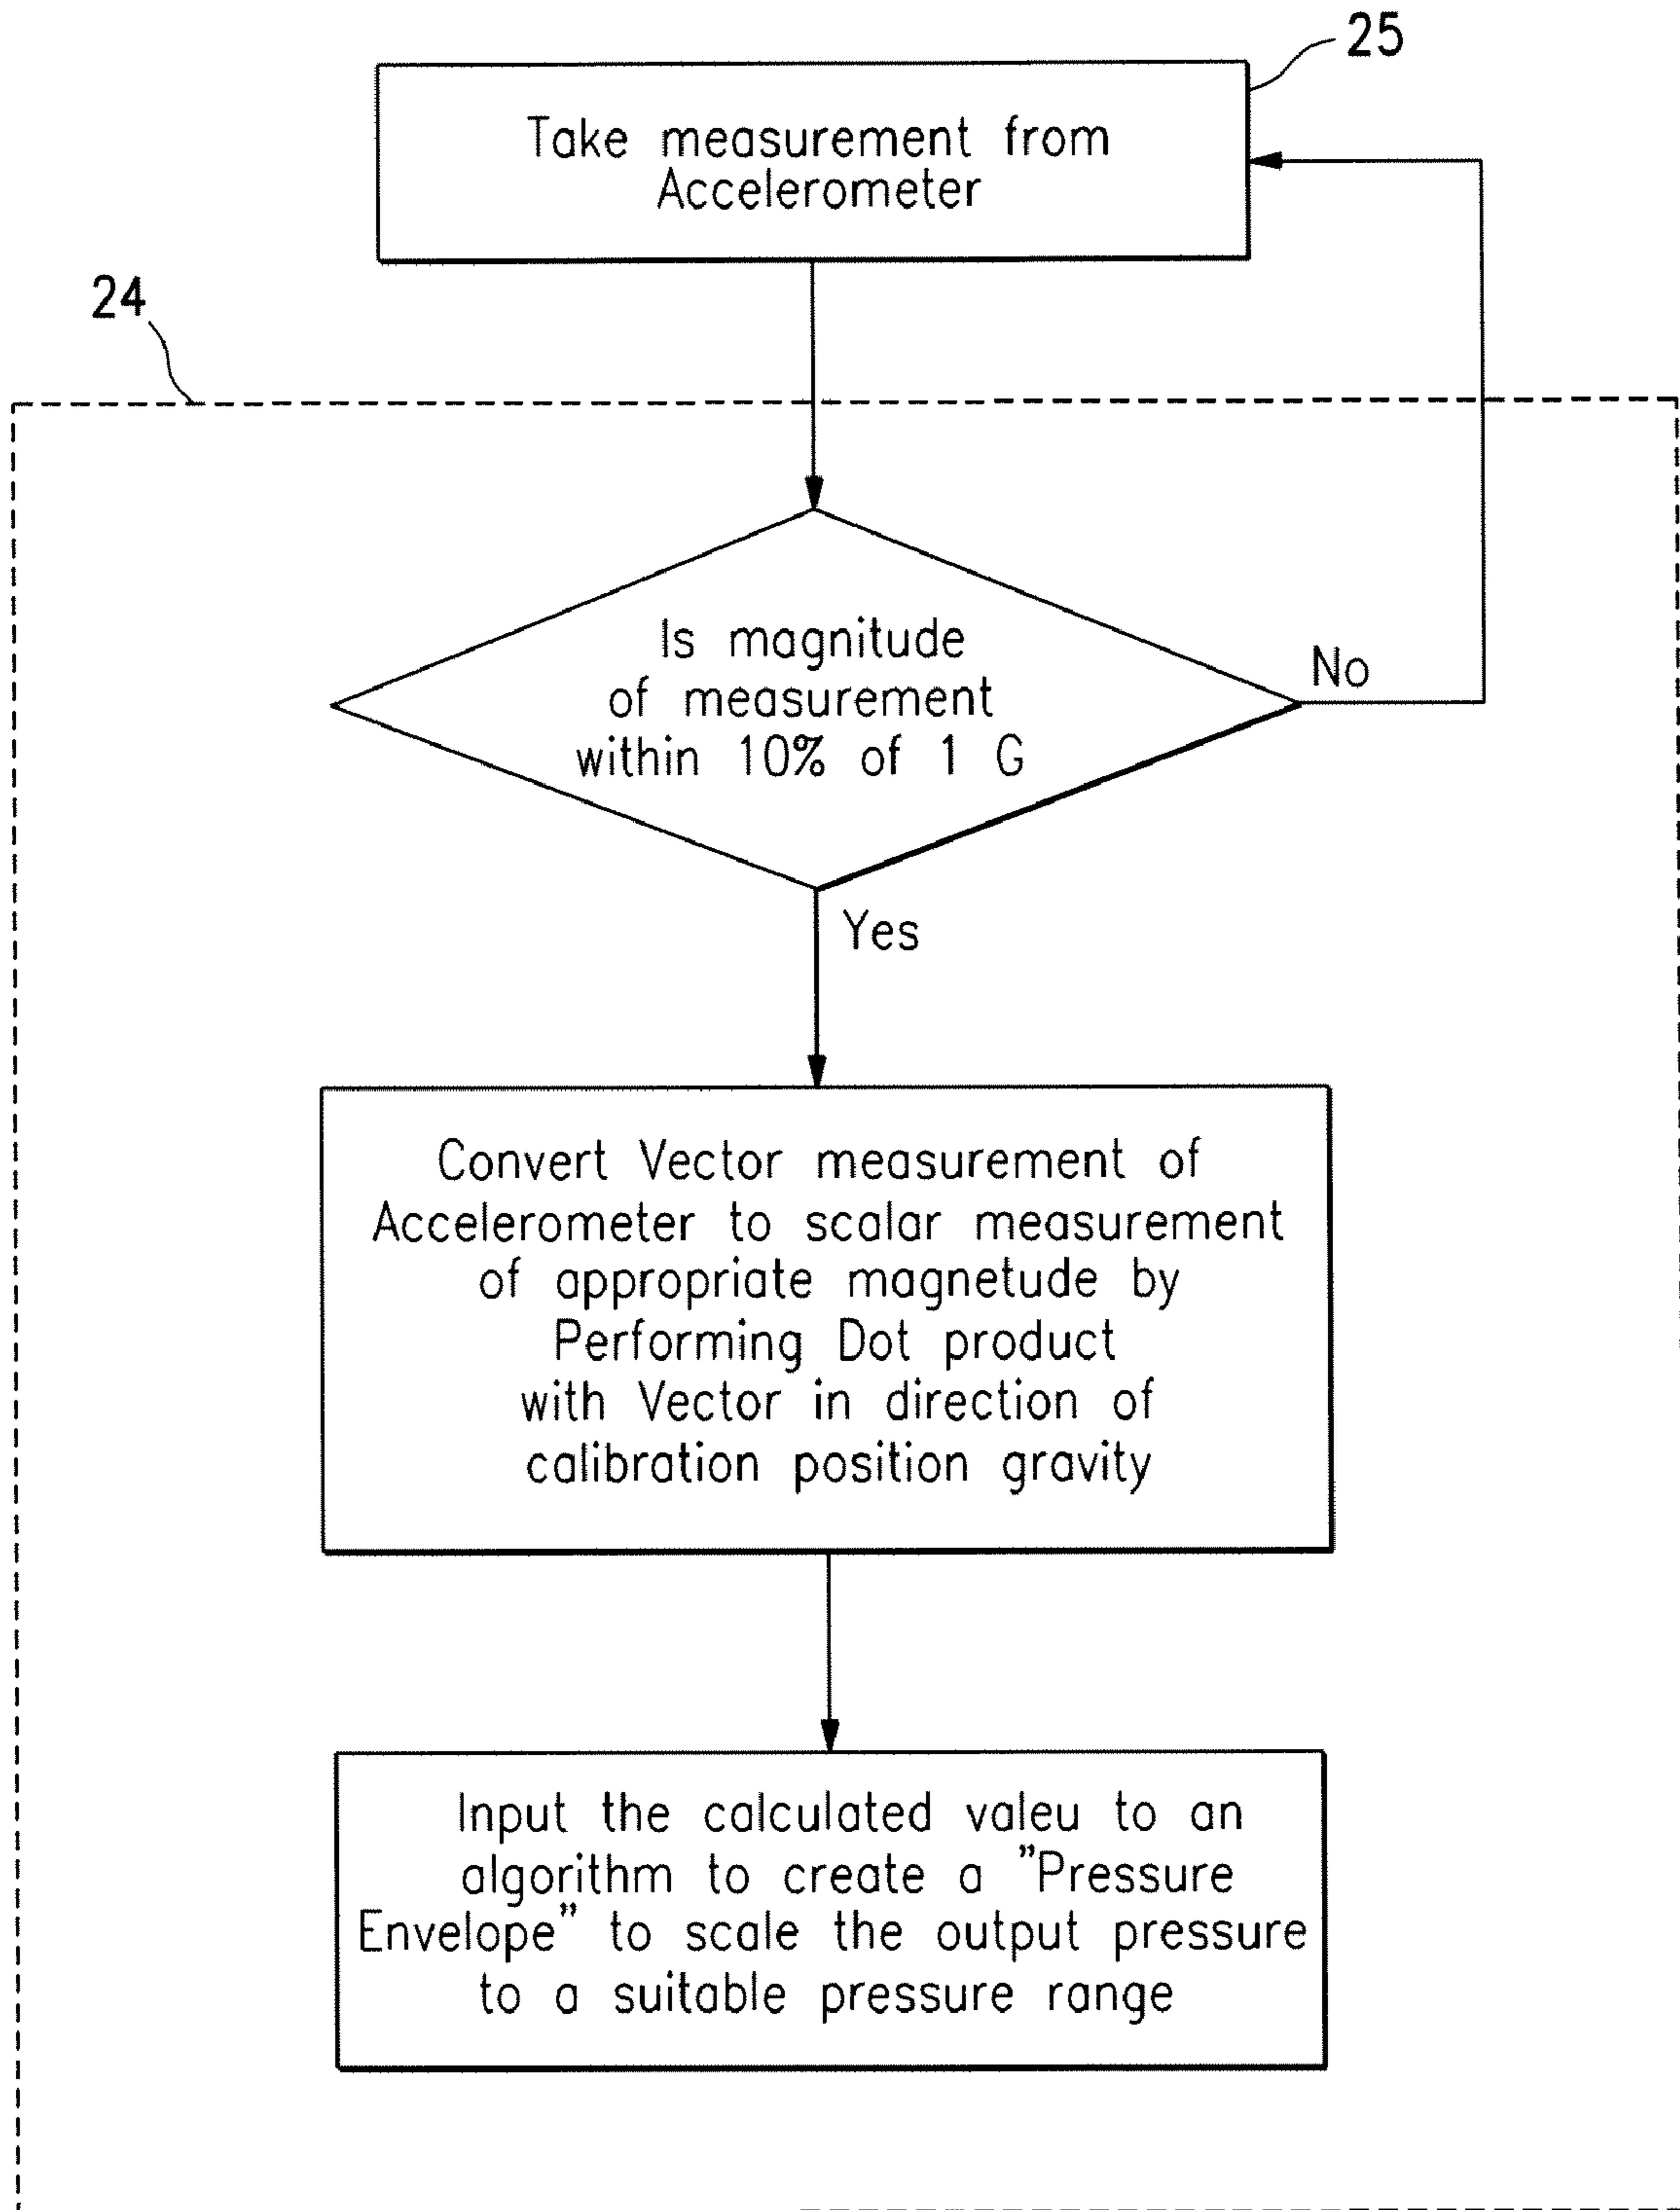 25
Take measurement from
Accelerometer
24
Is magnitude
of measurement
within 10% of 1 G
No
Yes
Convert Vector measurement of
Accelerometer to scalar measurement
of appropriate magnetude by
Performing Dot product
with Vector in direction of
calibration position gravity
Input the calculated valeu to an
algorithm to create a "Pressure
Envelope" to scale the output pressure
to a suitable pressure range